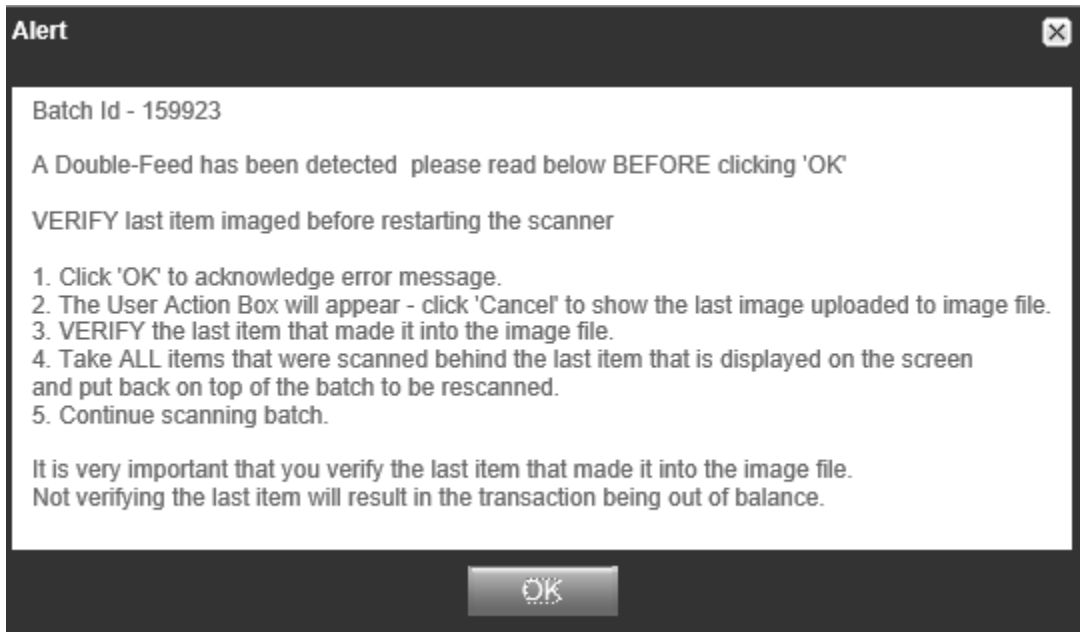 Alert
Batch Id - 159923
A Double-Feed has been detected  please read below BEFORE clicking 'OK'
VERIFY last item imaged before restarting the scanner
1. Click 'OK' to acknowledge error message.
2. The User Action Box will appear - click 'Cancel' to show the last image uploaded to image file.
3. VERIFY the last item that made it into the image file.
4. Take ALL items that were scanned behind the last item that is displayed on the screen
and put back on top of the batch to be rescanned.
5. Continue scanning batch.
It is very important that you verify the last item that made it into the image file.
Not verifying the last item will result in the transaction being out of balance.
OK